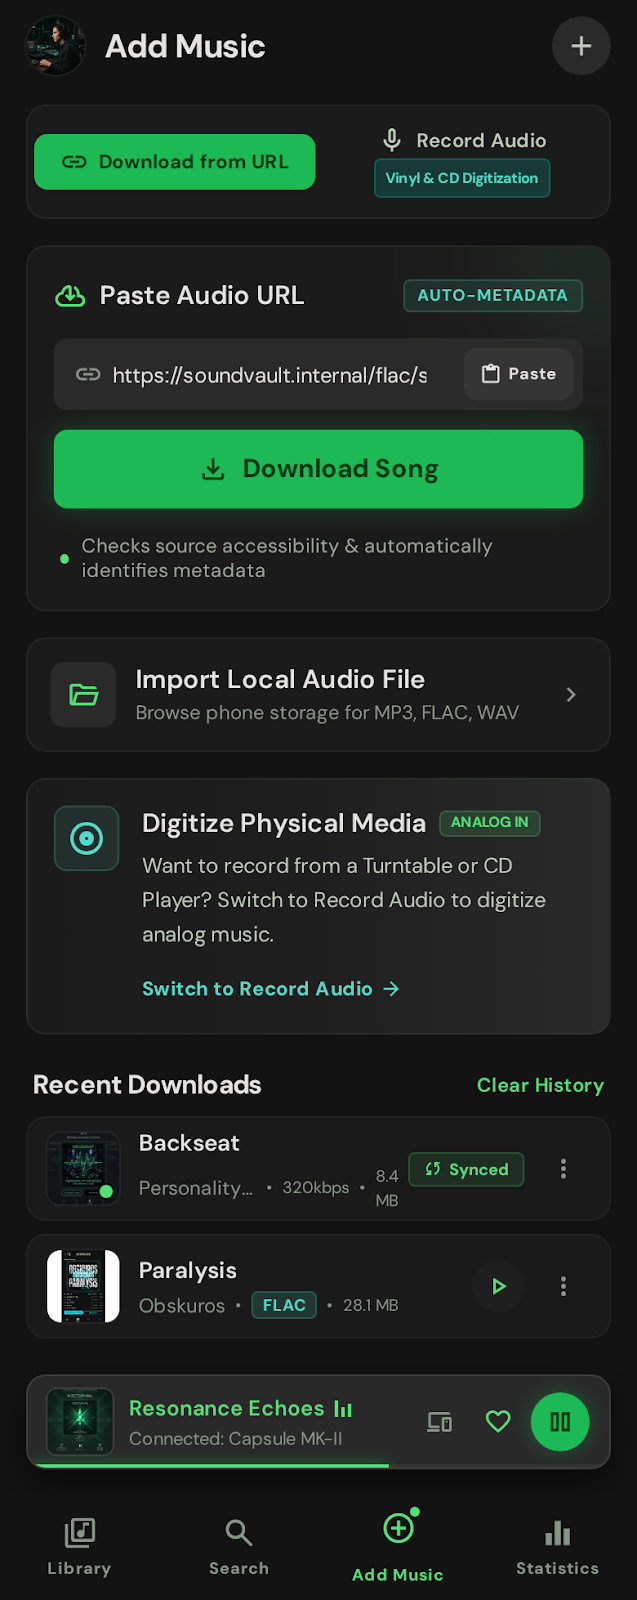 Add Music
Download from URL
Record Audio
Vinyl & CD Digitization
Paste Audio URL
AUTO-METADATA
https://soundvault.internal/flac/s
Paste
Download Song
Checks source accessibility & automatically
identifies metadata
Import Local Audio File
Browse phone storage for MP3, FLAC, WAV
Digitize Physical Media
ANALOG IN
Want to record from a Turntable or CD
Player? Switch to Record Audio to digitize
analog music.
Switch to Record Audio →
Recent Downloads
Clear History
Backseat
Personality... • 320kbps • 8.4
MB
Synced
Paralysis
Obskuros • FLAC • 28.1 MB
OBSKUROS
PARALYSIS
Resonance Echoes
Connected: Capsule MK-II
Library
Search
Add Music
Statistics